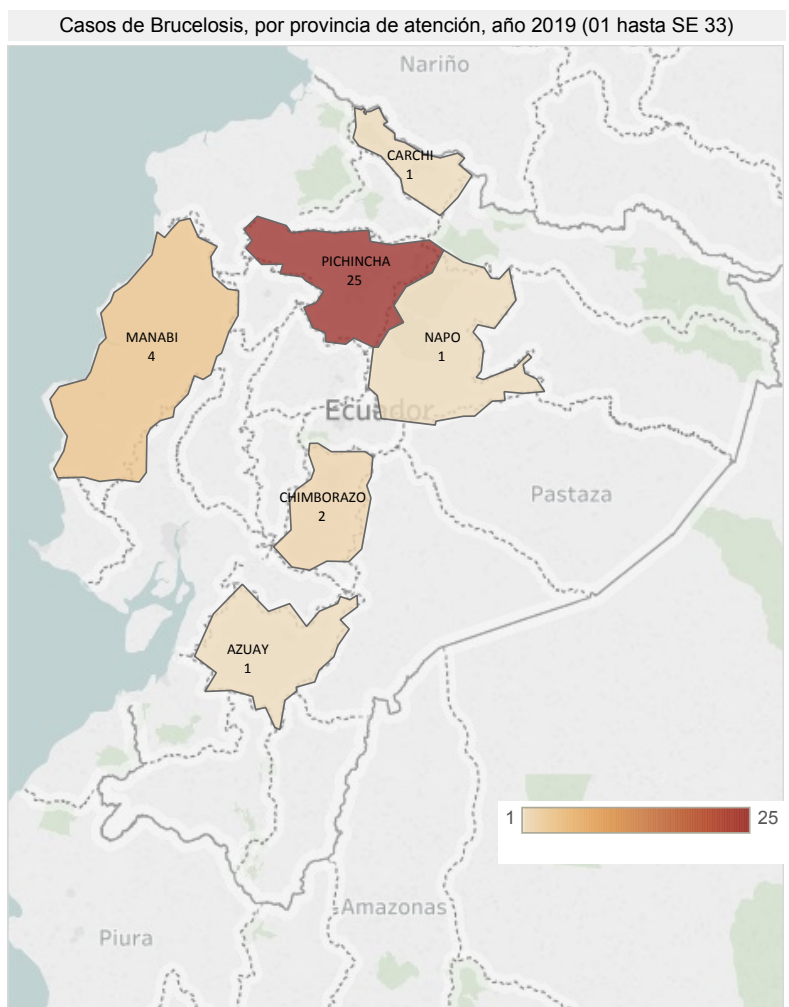 Casos de Brucelosis, por provincia de atención, año 2019 (01 hasta SE 33)
Nariño
CARCHI
1
PICHINCHA
25
MANABI
4
NAPO
1
Ecuador
CHIMBORAZO
2
Pastaza
AZUAY
1
1
25
Amazonas
Piura